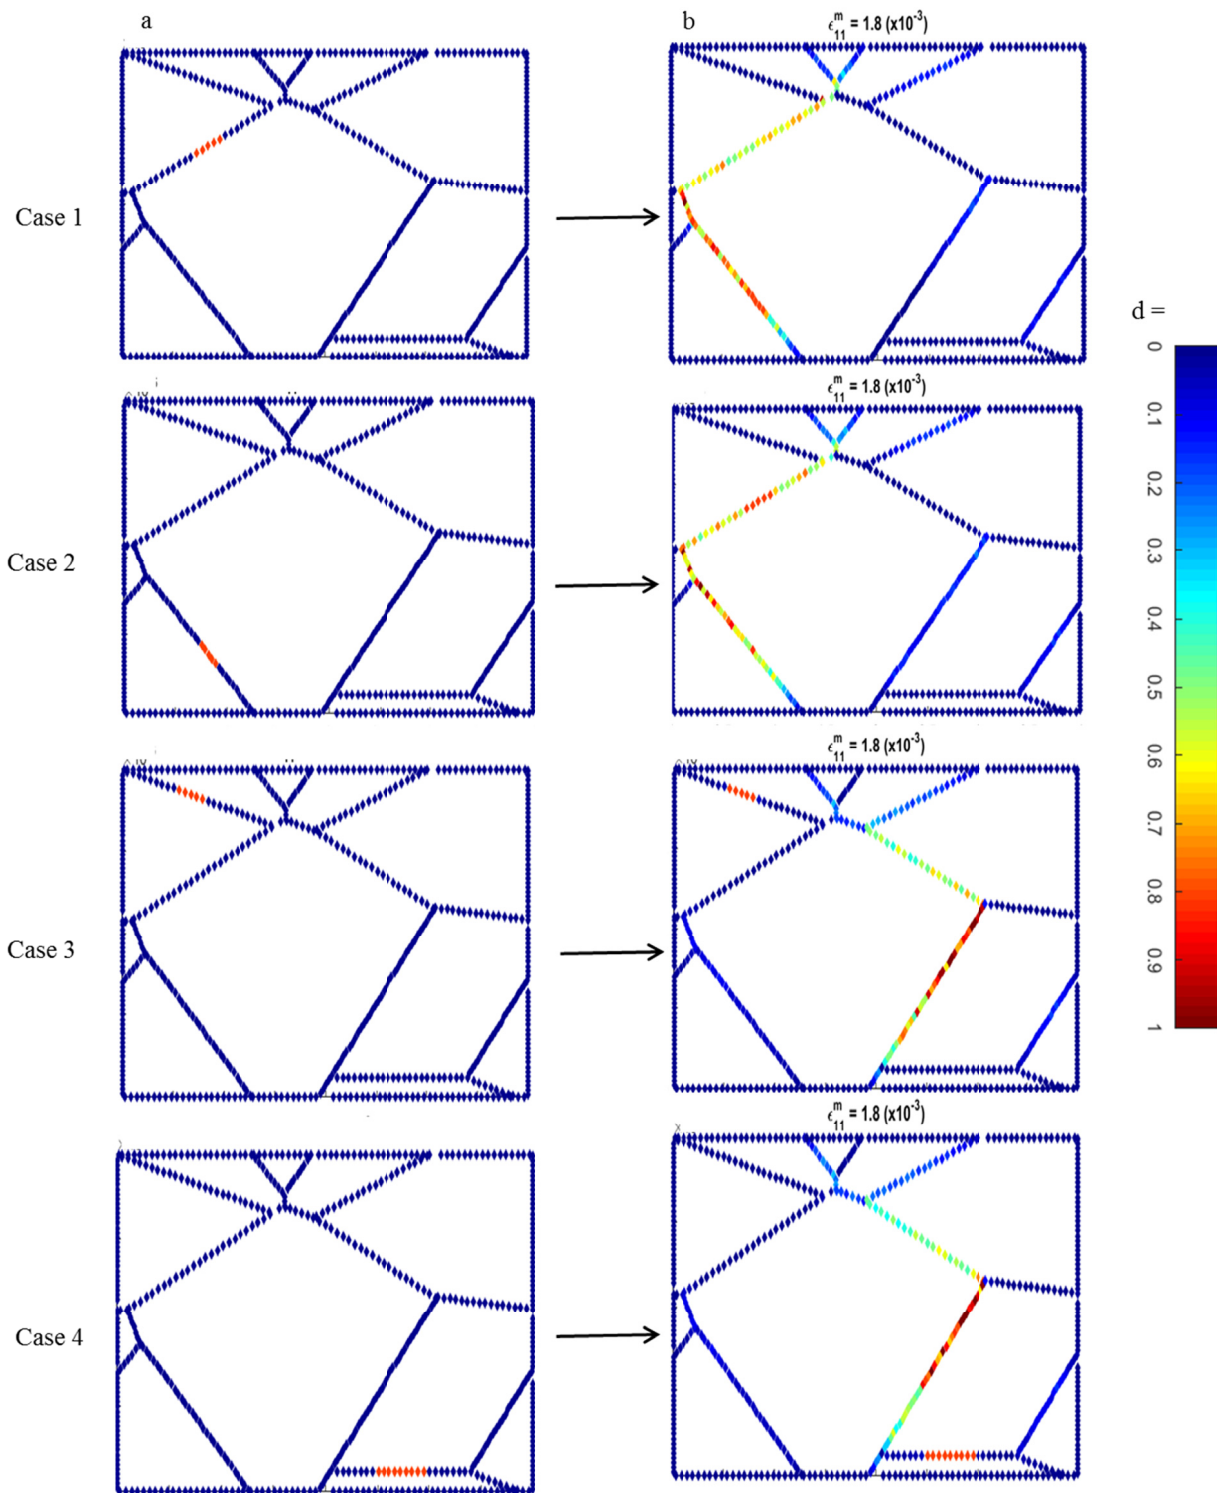 a
b
ϵ₁₁ᵐ = 1.8 (x10⁻³)
Case 1
d =
0
0.1
0.2
0.3
0.4
0.5
0.6
0.7
0.8
0.9
1
ϵ₁₁ᵐ = 1.8 (x10⁻³)
Case 2
ϵ₁₁ᵐ = 1.8 (x10⁻³)
Case 3
ϵ₁₁ᵐ = 1.8 (x10⁻³)
Case 4